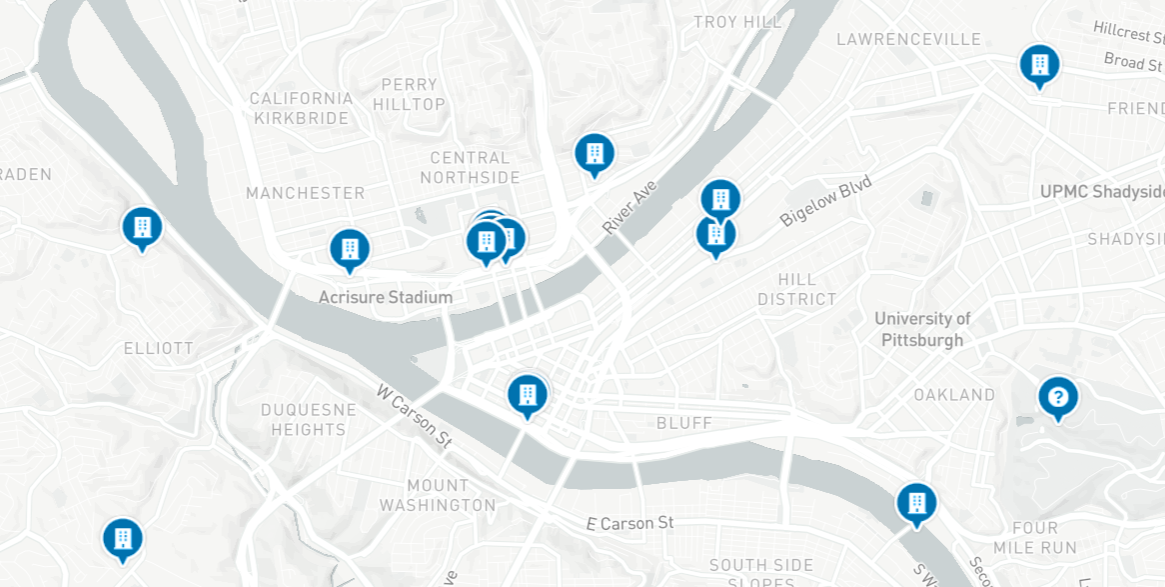 TROY HILL
LAWRENCEVILLE
Hillcrest St
Broad St
PERRY
HILLTOP
CALIFORNIA
KIRKBRIDE
FRIEND
CENTRAL
NORTHSIDE
RADEN
MANCHESTER
River Ave
Bigelow Blvd
UPMC Shadyside
SHADYSI
HILL
DISTRICT
Acrisure Stadium
University of
Pittsburgh
ELLIOTT
OAKLAND
?
W Carson St
DUQUESNE
HEIGHTS
BLUFF
MOUNT
WASHINGTON
E Carson St
FOUR
MILE RUN
SOUTH SIDE
SLOPES
ve
S W
Seco